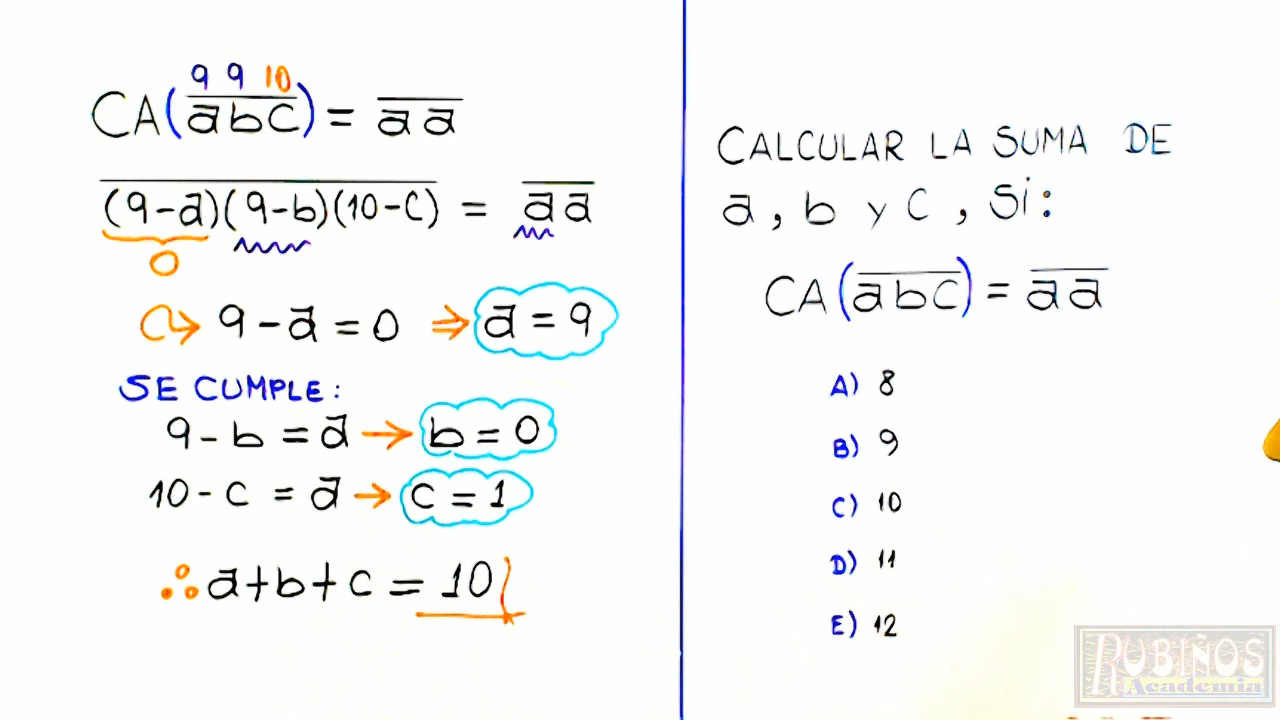 9 9 10
CA(abc) = aa
(9-a)(9-b)(10-c) = aa
0
9-a=0 ⇒ a=9
SE CUMPLE:
9-b=a → b=0
10-c=a → c=1
∴ a+b+c = 10
CALCULAR LA SUMA DE
a, b y c, Si:
CA(abc) = aa
A) 8
B) 9
C) 10
D) 11
E) 12
RUBIÑOS
Academia